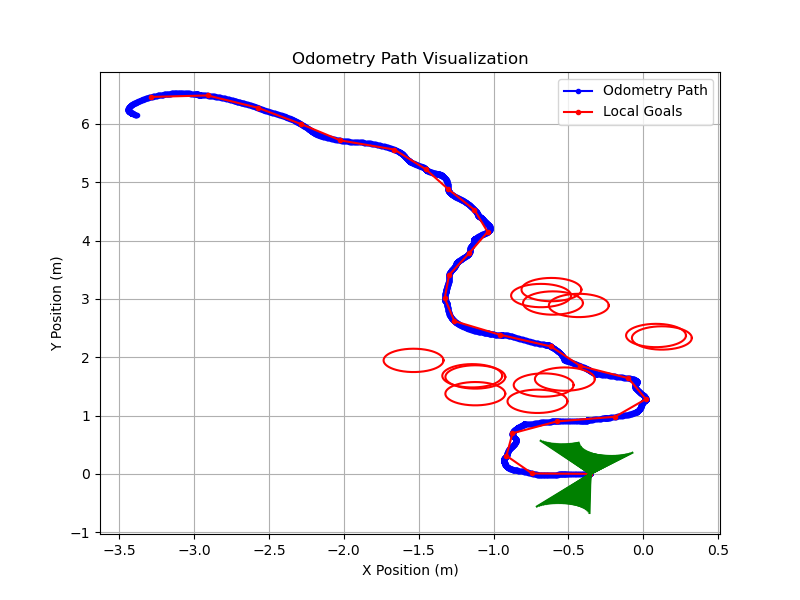 Odometry Path Visualization
Odometry Path
Local Goals
Y Position (m)
6
5
4
3
2
1
0
−1
−3.5 −3.0 −2.5 −2.0 −1.5 −1.0 −0.5 0.0 0.5
X Position (m)